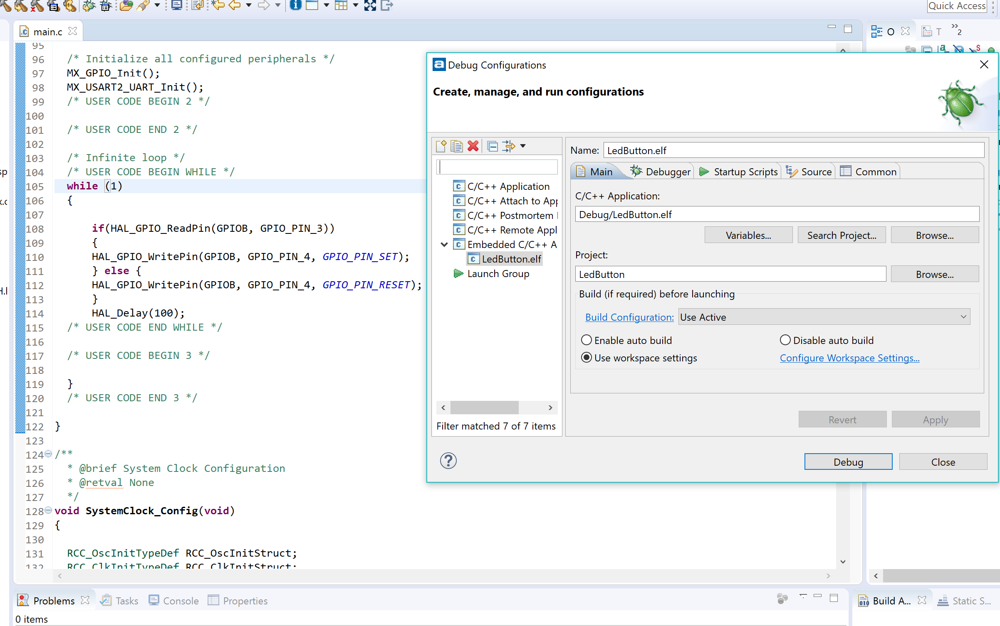 Quick Access
main.c
O
T
2
95
96 /* Initialize all configured peripherals */
97 MX_GPIO_Init();
98 MX_USART2_UART_Init();
99 /* USER CODE BEGIN 2 */
100
101 /* USER CODE END 2 */
102
103 /* Infinite loop */
104 /* USER CODE BEGIN WHILE */
105 while (1)
106 {
107
108 if(HAL_GPIO_ReadPin(GPIOB, GPIO_PIN_3))
109 {
110 HAL_GPIO_WritePin(GPIOB, GPIO_PIN_4, GPIO_PIN_SET);
111 } else {
112 HAL_GPIO_WritePin(GPIOB, GPIO_PIN_4, GPIO_PIN_RESET);
113 }
114 HAL_Delay(100);
115 /* USER CODE END WHILE */
116
117 /* USER CODE BEGIN 3 */
118
119 }
120 /* USER CODE END 3 */
121
122 }
123
124 /**
125 * @brief System Clock Configuration
126 * @retval None
127 */
128 void SystemClock_Config(void)
129 {
130
131 RCC_OscInitTypeDef RCC_OscInitStruct;
132 RCC_ClkInitTypeDef RCC_ClkInitStruct;
Debug Configurations
Create, manage, and run configurations
C/C++ Application
C/C++ Attach to App
C/C++ Postmortem
C/C++ Remote Appl
Embedded C/C++ A
LedButton.elf
Launch Group
Filter matched 7 of 7 items
Name: LedButton.elf
Main Debugger Startup Scripts Source Common
C/C++ Application:
Debug/LedButton.elf
Variables... Search Project... Browse...
Project:
LedButton Browse...
Build (if required) before launching
Build Configuration: Use Active
Enable auto build Disable auto build
Use workspace settings Configure Workspace Settings...
Revert Apply
Debug Close
Problems Tasks Console Properties
0 items
Build A... Static S...